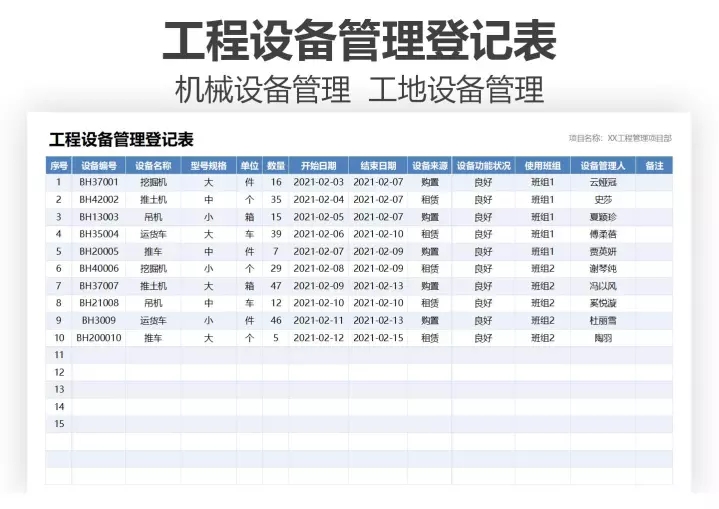 工程设备管理登记表
机械设备管理 工地设备管理
工程设备管理登记表 项目名称：XX工程管理项目部
序号 设备编号 设备名称 型号规格 单位 数量 开始日期 结束日期 设备来源 设备功能状况 使用班组 设备管理人 备注
1 BH37001 挖掘机 大 件 16 2021-02-03 2021-02-07 购置 良好 班组1 云娅冠
2 BH42002 推土机 中 个 35 2021-02-04 2021-02-07 租赁 良好 班组1 史莎
3 BH13003 吊机 小 箱 15 2021-02-05 2021-02-07 购置 良好 班组1 夏颖珍
4 BH35004 运货车 大 车 39 2021-02-06 2021-02-10 租赁 良好 班组1 傅柔蓓
5 BH20005 推车 中 件 7 2021-02-07 2021-02-09 购置 良好 班组1 贾英妍
6 BH40006 挖掘机 小 个 29 2021-02-08 2021-02-09 租赁 良好 班组2 谢琴纯
7 BH37007 推土机 大 箱 47 2021-02-09 2021-02-13 租赁 良好 班组2 冯以风
8 BH21008 吊机 中 车 12 2021-02-10 2021-02-10 租赁 良好 班组2 奚悦漩
9 BH3009 运货车 小 件 46 2021-02-11 2021-02-13 购置 良好 班组2 杜丽雪
10 BH200010 推车 大 个 5 2021-02-12 2021-02-15 租赁 良好 班组2 陶羽
11
12
13
14
15